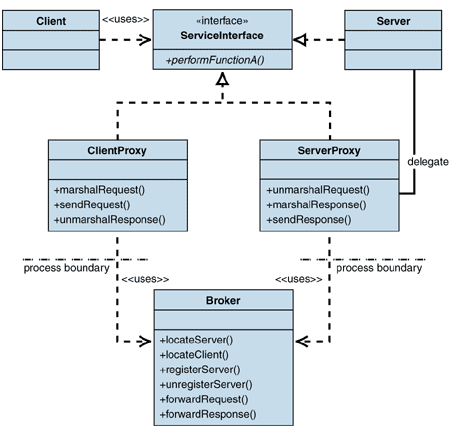 Client
<<uses>>
«interface»
ServiceInterface
+performFunctionA()
Server
ClientProxy
+marshalRequest()
+sendRequest()
+unmarshalResponse()
ServerProxy
+unmarshalRequest()
+marshalResponse()
+sendResponse()
delegate
process boundary
<<uses>>
<<uses>>
process boundary
Broker
+locateServer()
+locateClient()
+registerServer()
+unregisterServer()
+forwardRequest()
+forwardResponse()